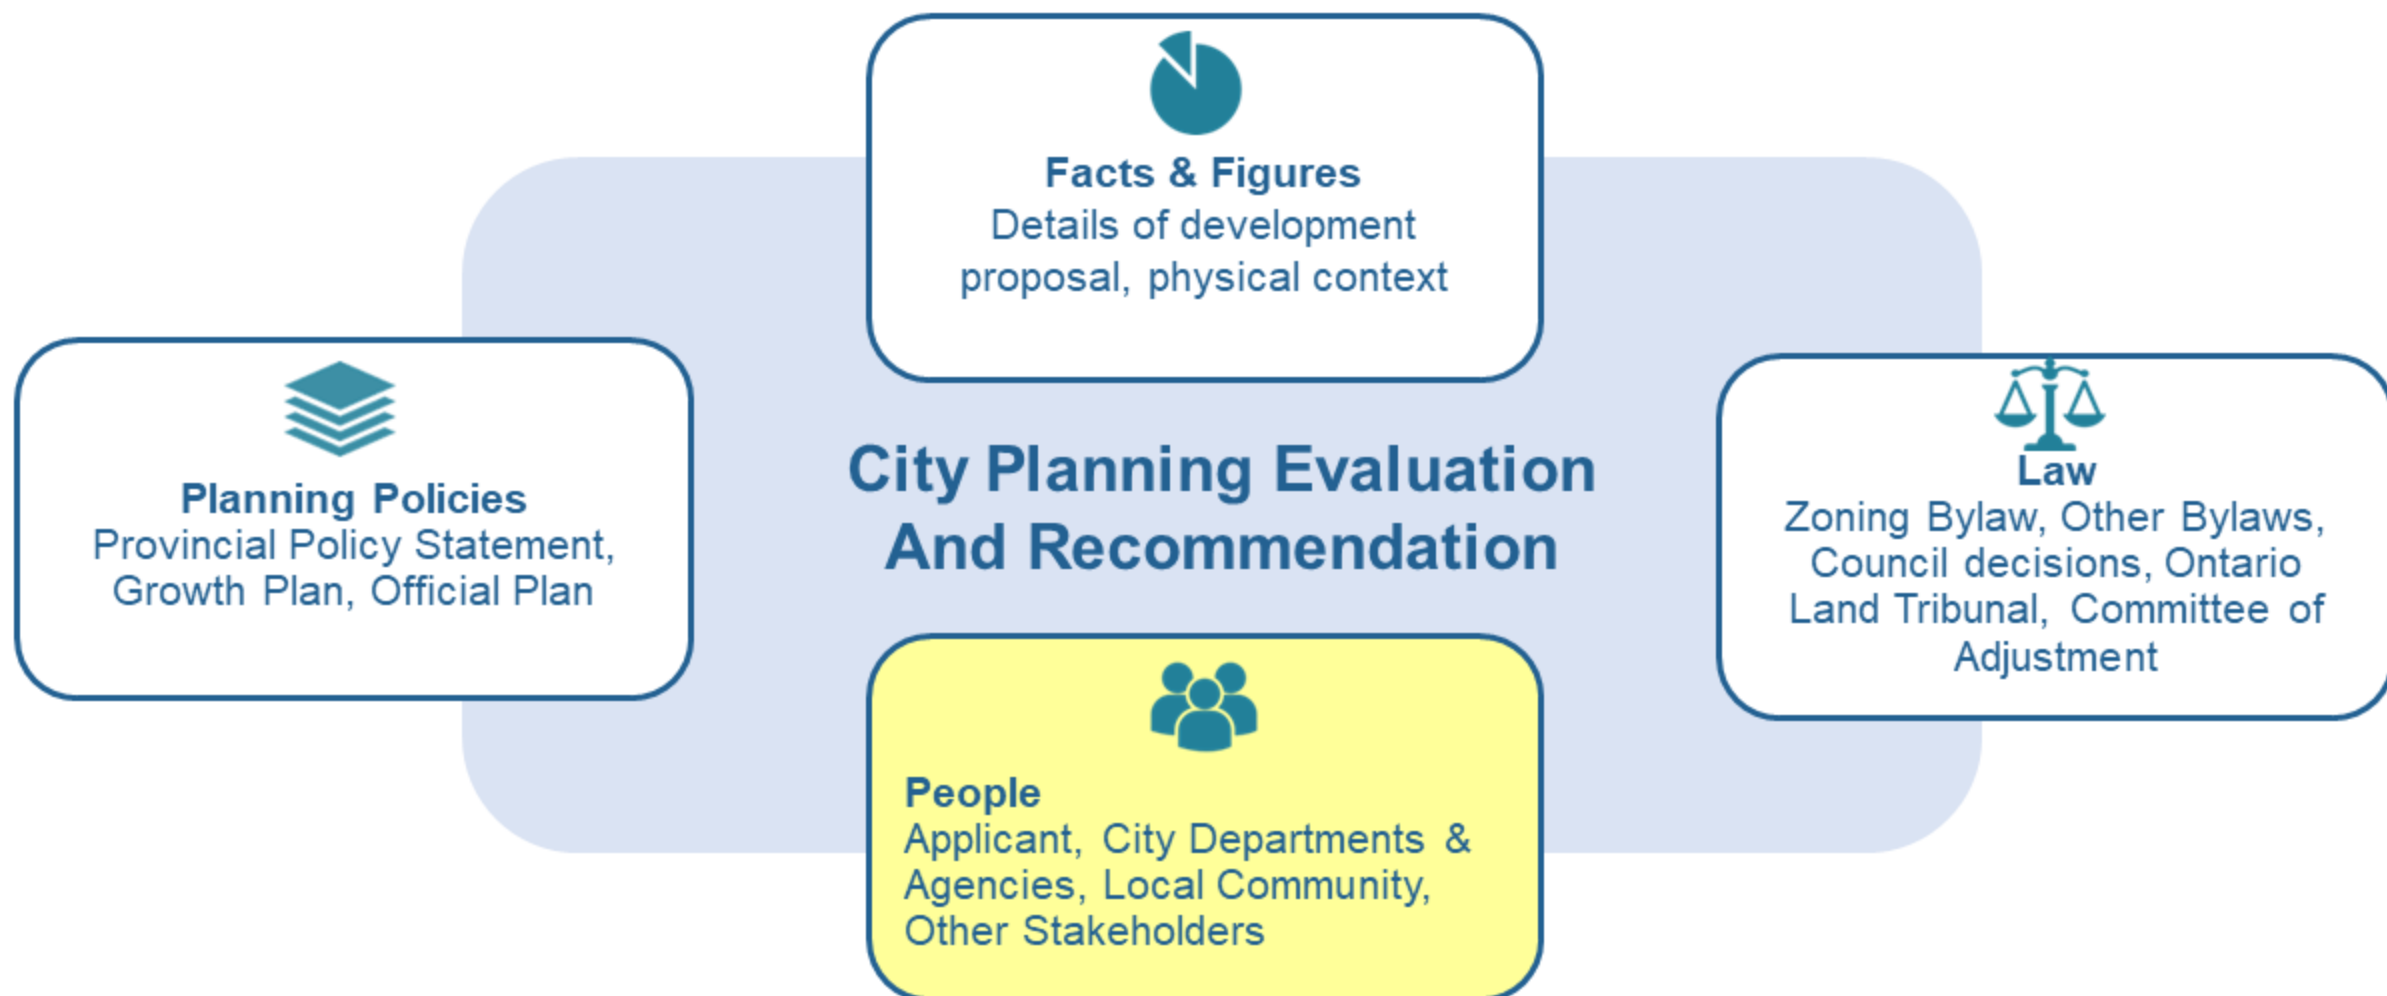 Facts & Figures
Details of development
proposal, physical context
Planning Policies
Provincial Policy Statement,
Growth Plan, Official Plan
City Planning Evaluation
And Recommendation
Law
Zoning Bylaw, Other Bylaws,
Council decisions, Ontario
Land Tribunal, Committee of
Adjustment
People
Applicant, City Departments &
Agencies, Local Community,
Other Stakeholders